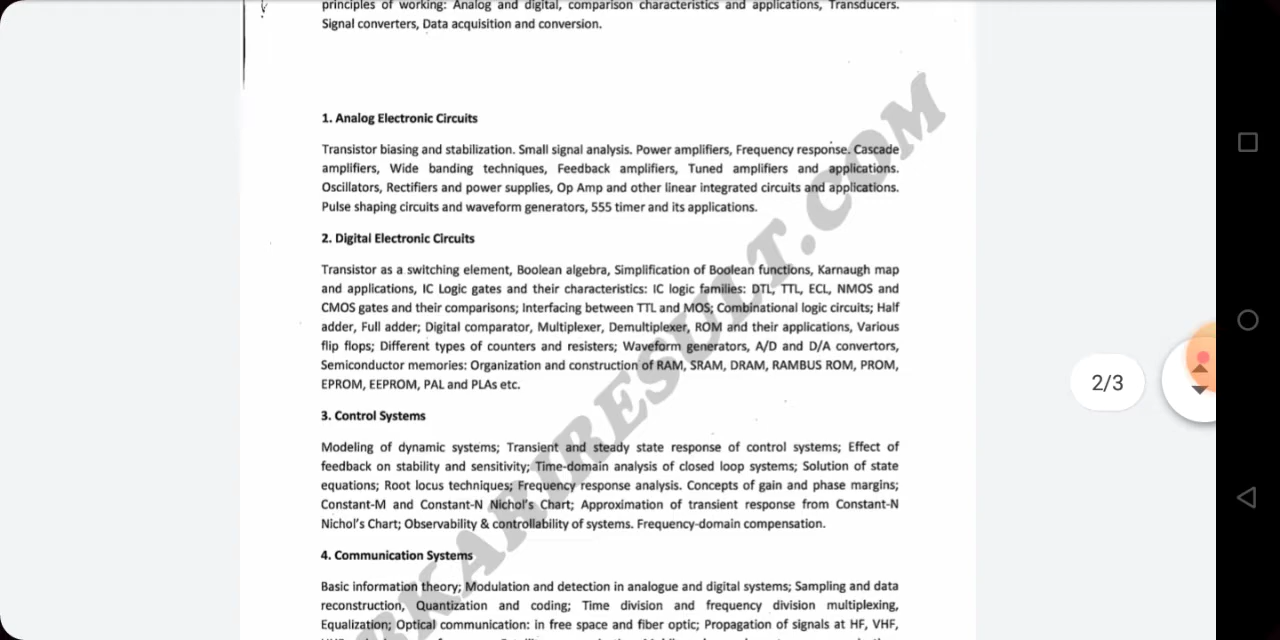 principles of working: Analog and digital, comparison characteristics and applications, Transducers.
Signal converters, Data acquisition and conversion.
1. Analog Electronic Circuits
Transistor biasing and stabilization. Small signal analysis. Power amplifiers, Frequency response. Cascade
amplifiers, Wide banding techniques, Feedback amplifiers, Tuned amplifiers and applications.
Oscillators, Rectifiers and power supplies, Op Amp and other linear integrated circuits and applications.
Pulse shaping circuits and waveform generators, 555 timer and its applications.
2. Digital Electronic Circuits
Transistor as a switching element, Boolean algebra, Simplification of Boolean functions, Karnaugh map
and applications, IC Logic gates and their characteristics: IC logic families: DTL, TTL, ECL, NMOS and
CMOS gates and their comparisons; Interfacing between TTL and MOS; Combinational logic circuits; Half
adder, Full adder; Digital comparator, Multiplexer, Demultiplexer, ROM and their applications, Various
flip flops; Different types of counters and resisters; Waveform generators, A/D and D/A convertors,
Semiconductor memories: Organization and construction of RAM, SRAM, DRAM, RAMBUS ROM, PROM,
EPROM, EEPROM, PAL and PLAs etc.
3. Control Systems
Modeling of dynamic systems; Transient and steady state response of control systems; Effect of
feedback on stability and sensitivity; Time-domain analysis of closed loop systems; Solution of state
equations; Root locus techniques; Frequency response analysis. Concepts of gain and phase margins;
Constant-M and Constant-N Nichol's Chart; Approximation of transient response from Constant-N
Nichol's Chart; Observability & controllability of systems. Frequency-domain compensation.
4. Communication Systems
Basic information theory; Modulation and detection in analogue and digital systems; Sampling and data
reconstruction, Quantization and coding; Time division and frequency division multiplexing,
Equalization; Optical communication: in free space and fiber optic; Propagation of signals at HF, VHF,
RKARIRESULT.COM
2/3